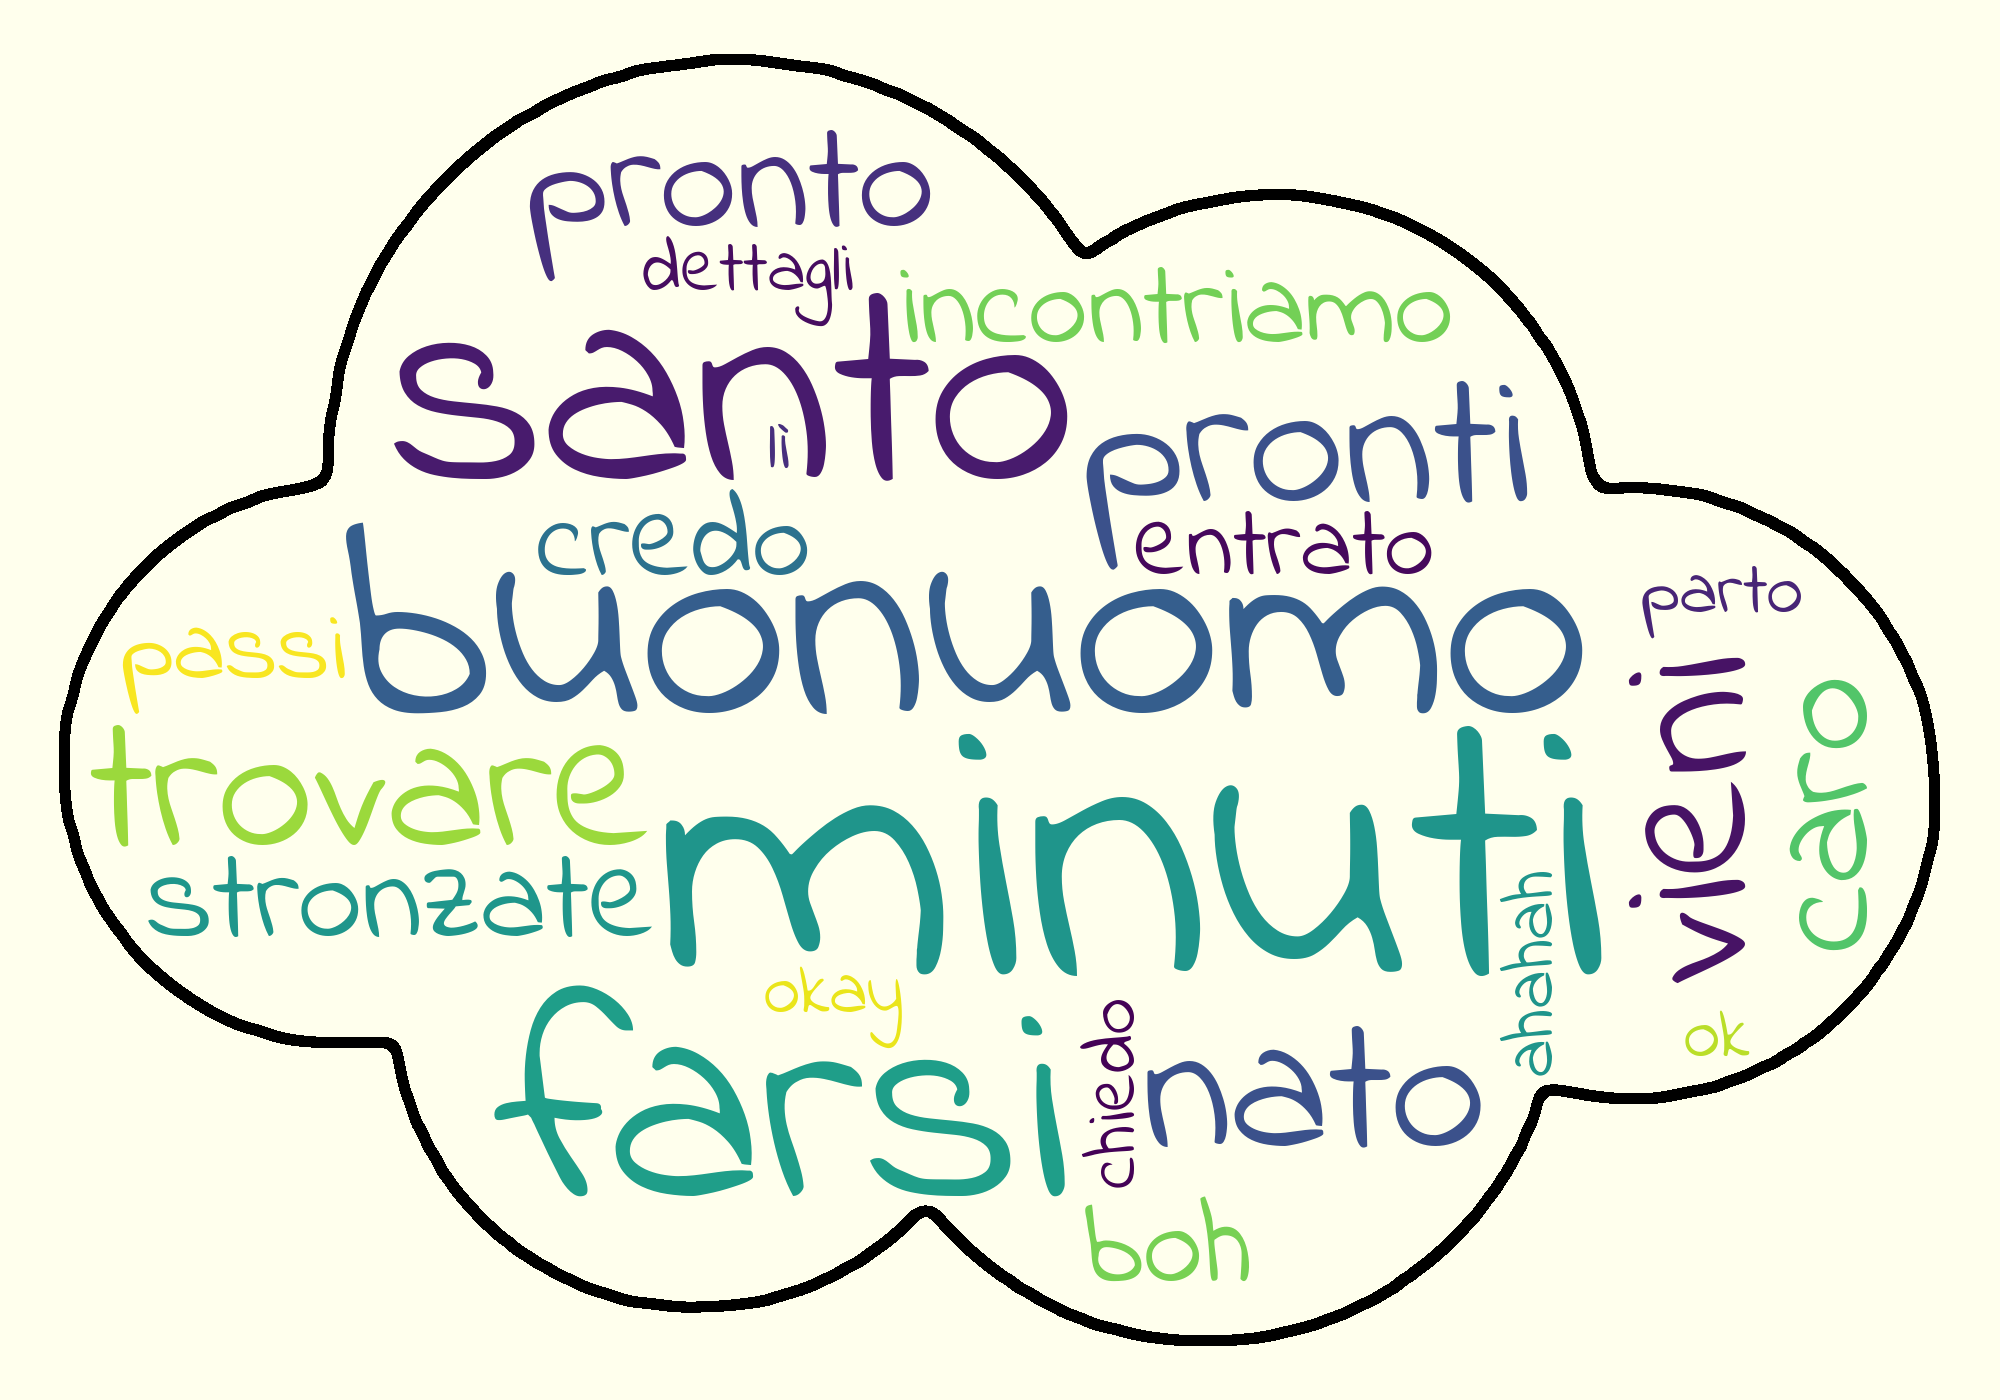 pronto
dettagli
incontriamo
santo
lì
pronti
credo
entrato
buonuomo
parto
passi
vieni
caro
trovare
minuti
stronzate
ahahah
okay
farsi
chiedo
nato
ok
boh